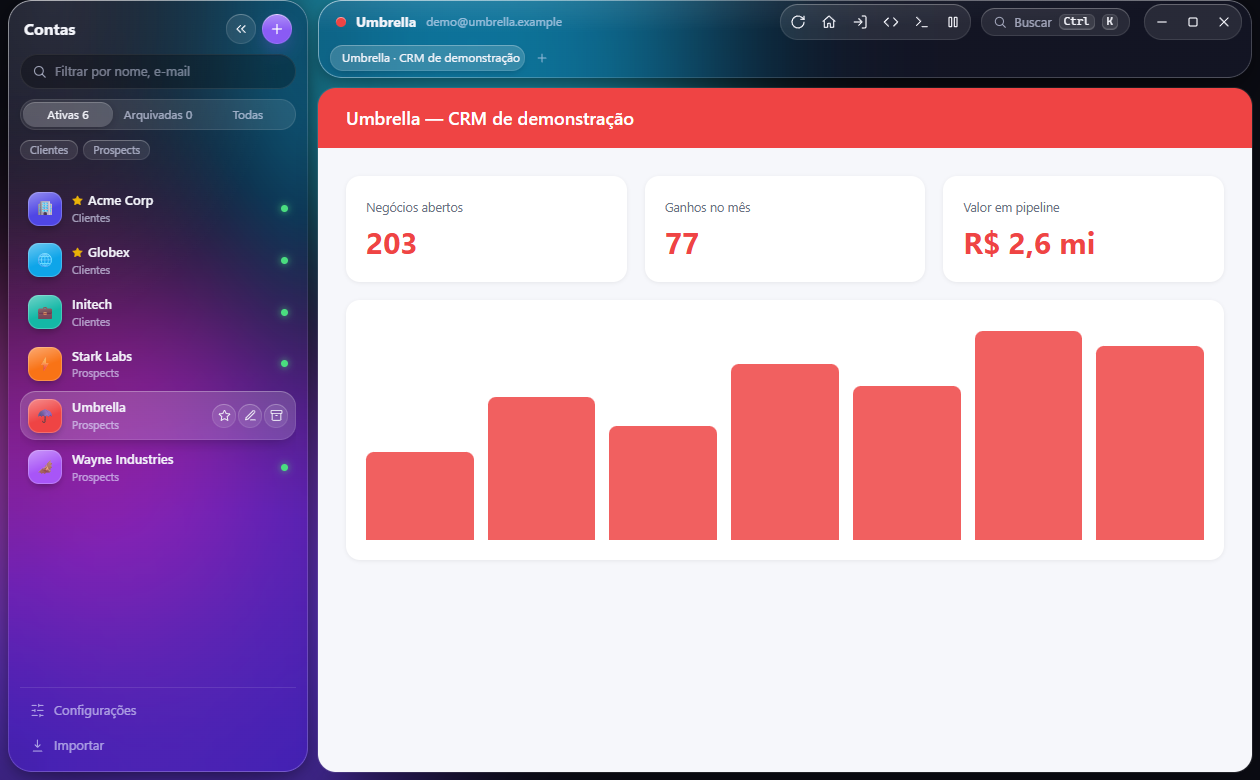 Contas
Filtrar por nome, e-mail
Ativas 6 Arquivadas 0 Todas
Clientes Prospects
Acme Corp
Clientes
Globex
Clientes
Initech
Clientes
Stark Labs
Prospects
Umbrella
Prospects
Wayne Industries
Prospects
Configurações
Importar
Umbrella demo@umbrella.example
Buscar Ctrl K
Umbrella · CRM de demonstração
Umbrella — CRM de demonstração
Negócios abertos
203
Ganhos no mês
77
Valor em pipeline
R$ 2,6 mi